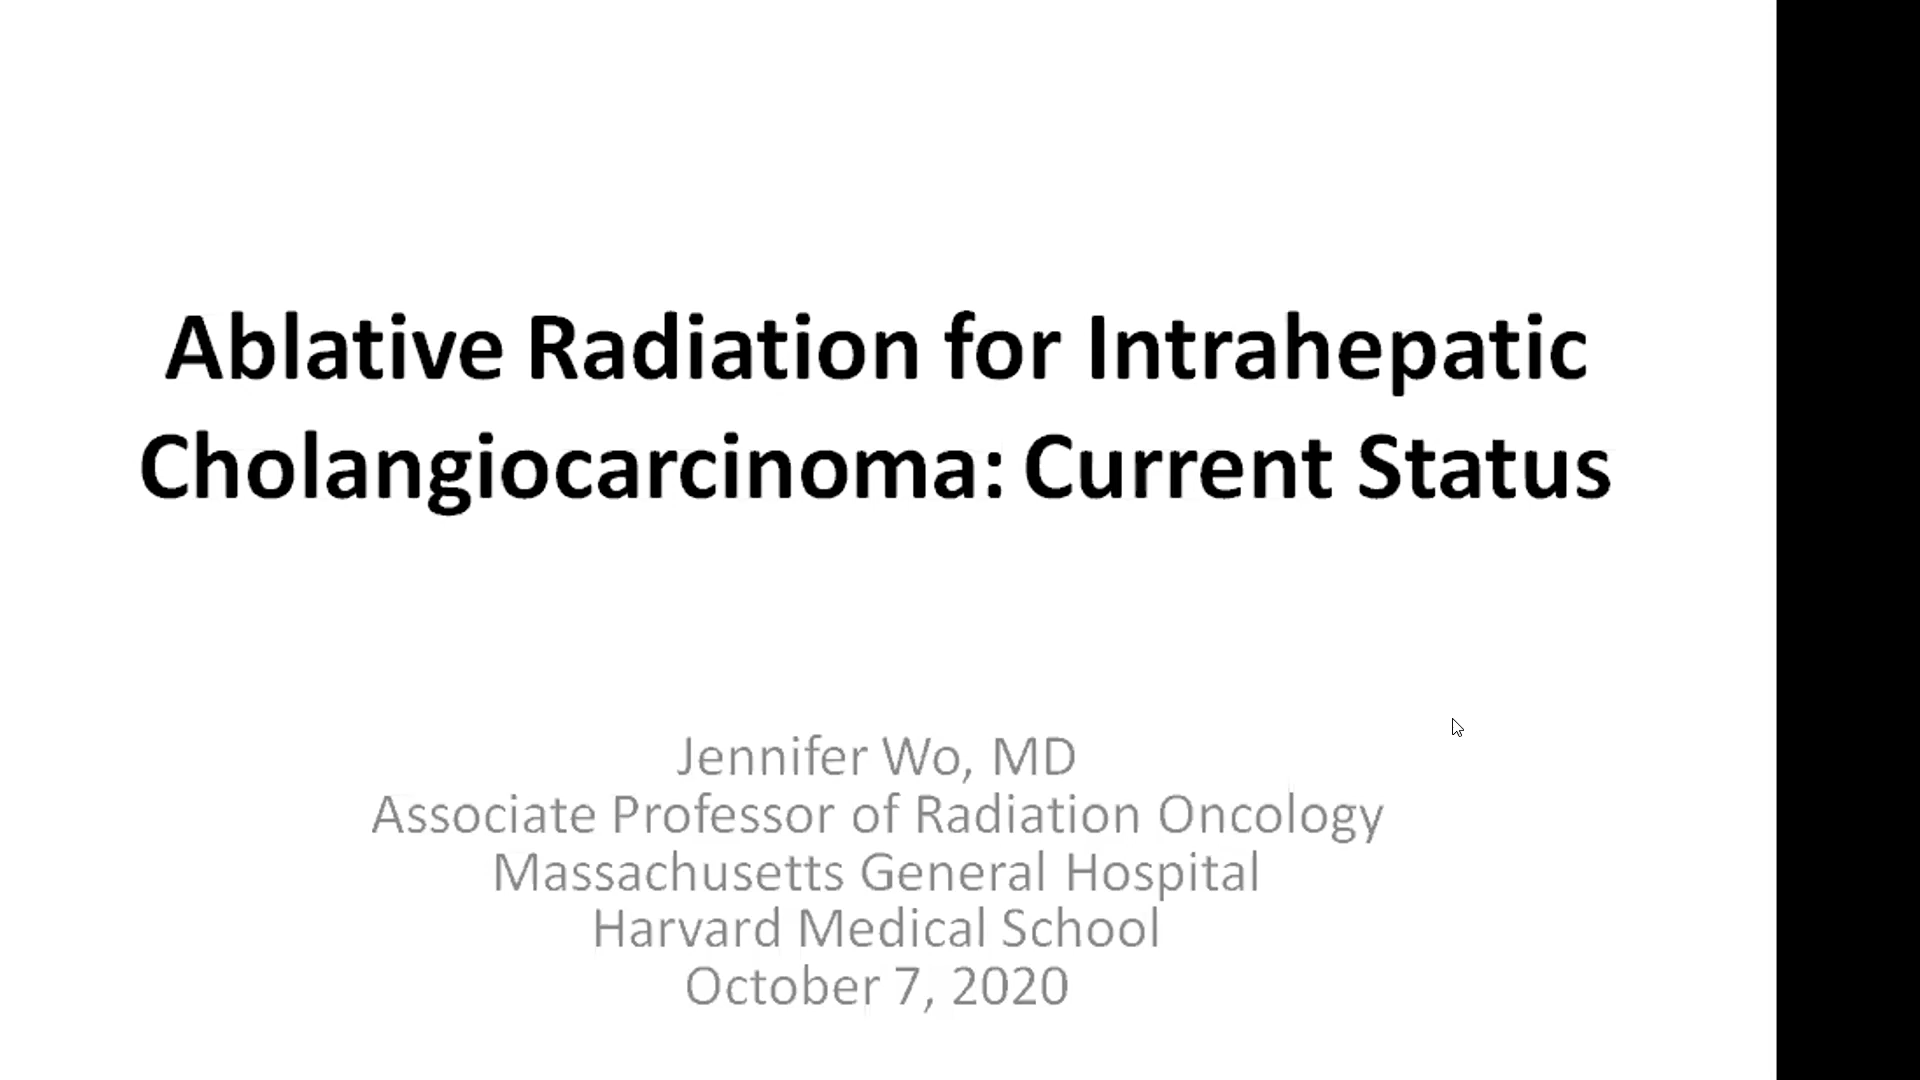 Ablative Radiation for Intrahepatic
Cholangiocarcinoma: Current Status
Jennifer Wo, MD
Associate Professor of Radiation Oncology
Massachusetts General Hospital
Harvard Medical School
October 7, 2020